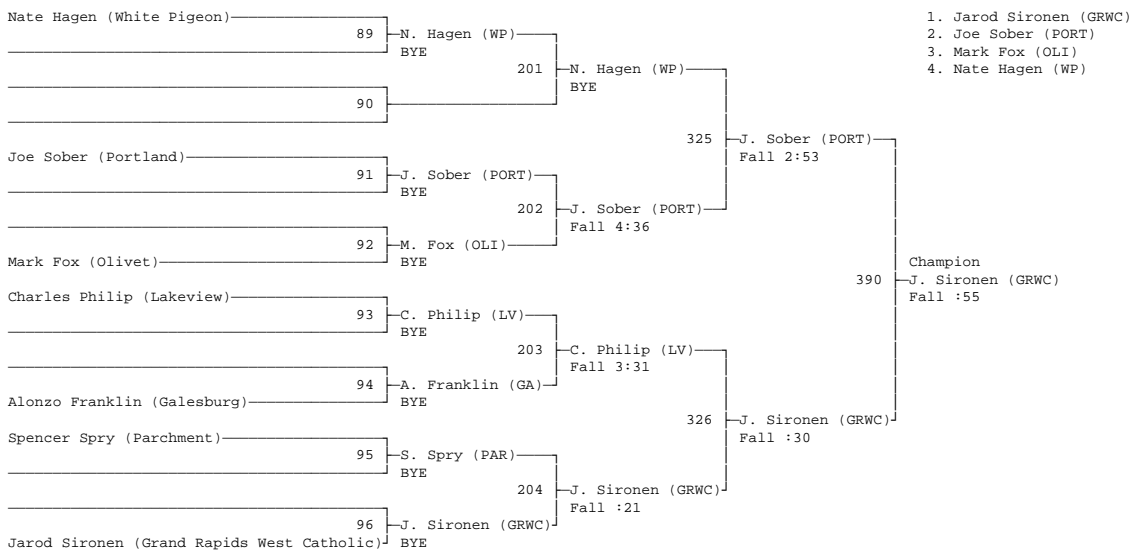 Nate Hagen (White Pigeon)
1. Jarod Sironen (GRWC)
89 N. Hagen (WP)
2. Joe Sober (PORT)
BYE
3. Mark Fox (OLI)
201 N. Hagen (WP)
4. Nate Hagen (WP)
BYE
90
325 J. Sober (PORT)
Joe Sober (Portland)
Fall 2:53
91 J. Sober (PORT)
BYE
202 J. Sober (PORT)
Fall 4:36
92 M. Fox (OLI)
Mark Fox (Olivet)
BYE
Champion
390 J. Sironen (GRWC)
Charles Philip (Lakeview)
Fall :55
93 C. Philip (LV)
BYE
203 C. Philip (LV)
Fall 3:31
94 A. Franklin (GA)
Alonzo Franklin (Galesburg)
BYE
326 J. Sironen (GRWC)
Spencer Spry (Parchment)
Fall :30
95 S. Spry (PAR)
BYE
204 J. Sironen (GRWC)
Fall :21
96 J. Sironen (GRWC)
Jarod Sironen (Grand Rapids West Catholic)
BYE